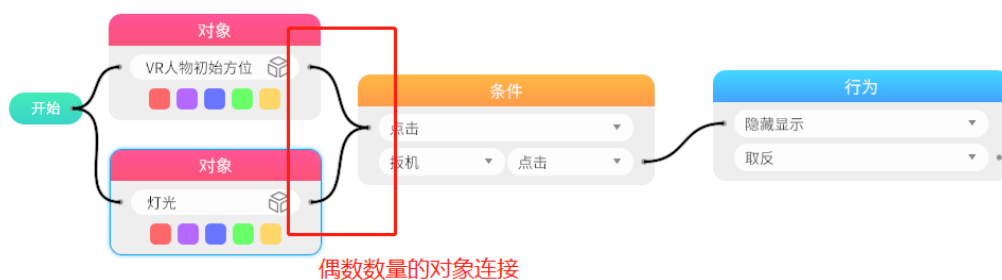 开始
对象
VR人物初始方位
对象
灯光
条件
点击
扳机
点击
行为
隐藏显示
取反
偶数数量的对象连接